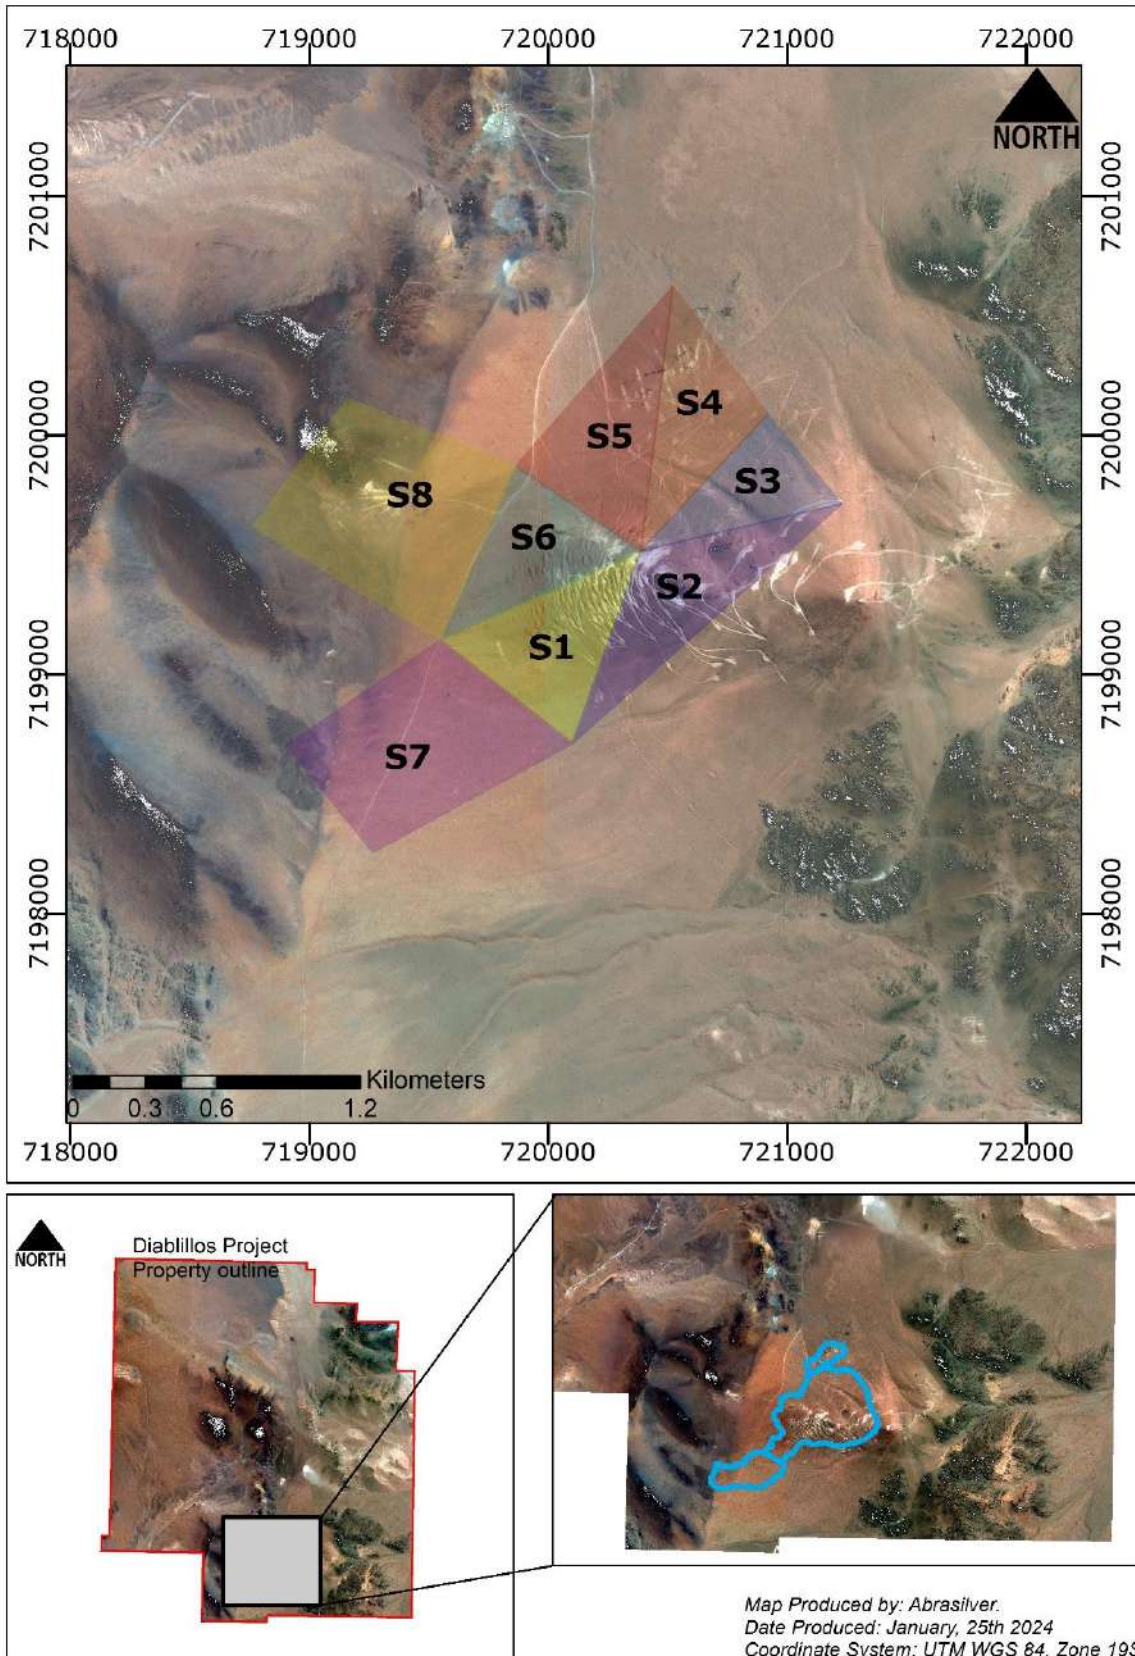 718000 719000 720000 721000 722000
NORTH
7201000 7201000
7200000 7200000
7199000 7199000
7198000 7198000
S4
S5
S3
S8
S6
S2
S1
S7
Kilometers
0 0.3 0.6 1.2
718000 719000 720000 721000 722000
NORTH
Diablillos Project
Property outline
Map Produced by: Abrasilver.
Date Produced: January, 25th 2024
Coordinate System: UTM WGS 84, Zone 19S